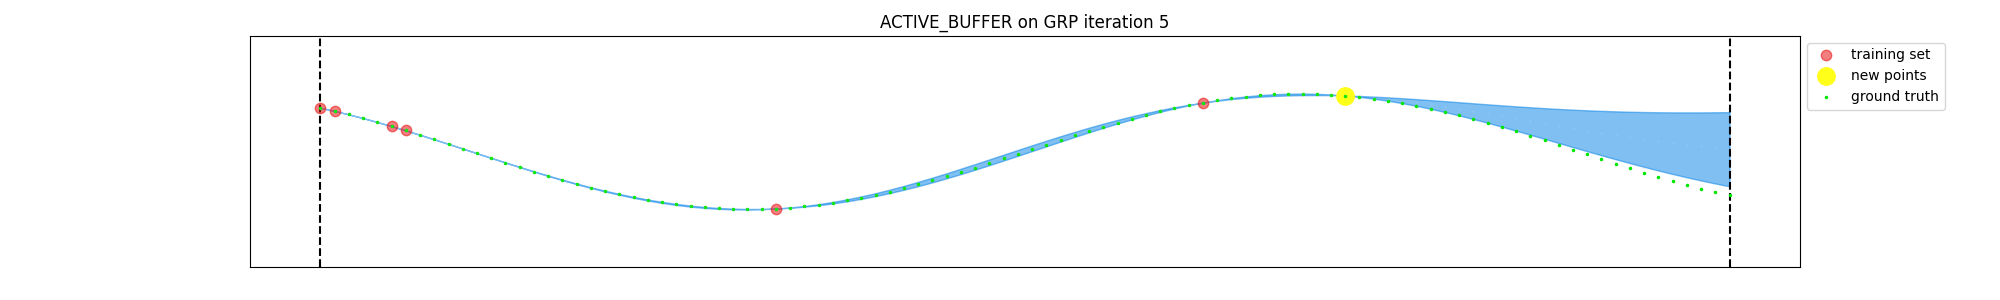 ACTIVE_BUFFER on GRP iteration 5
training set
new points
ground truth